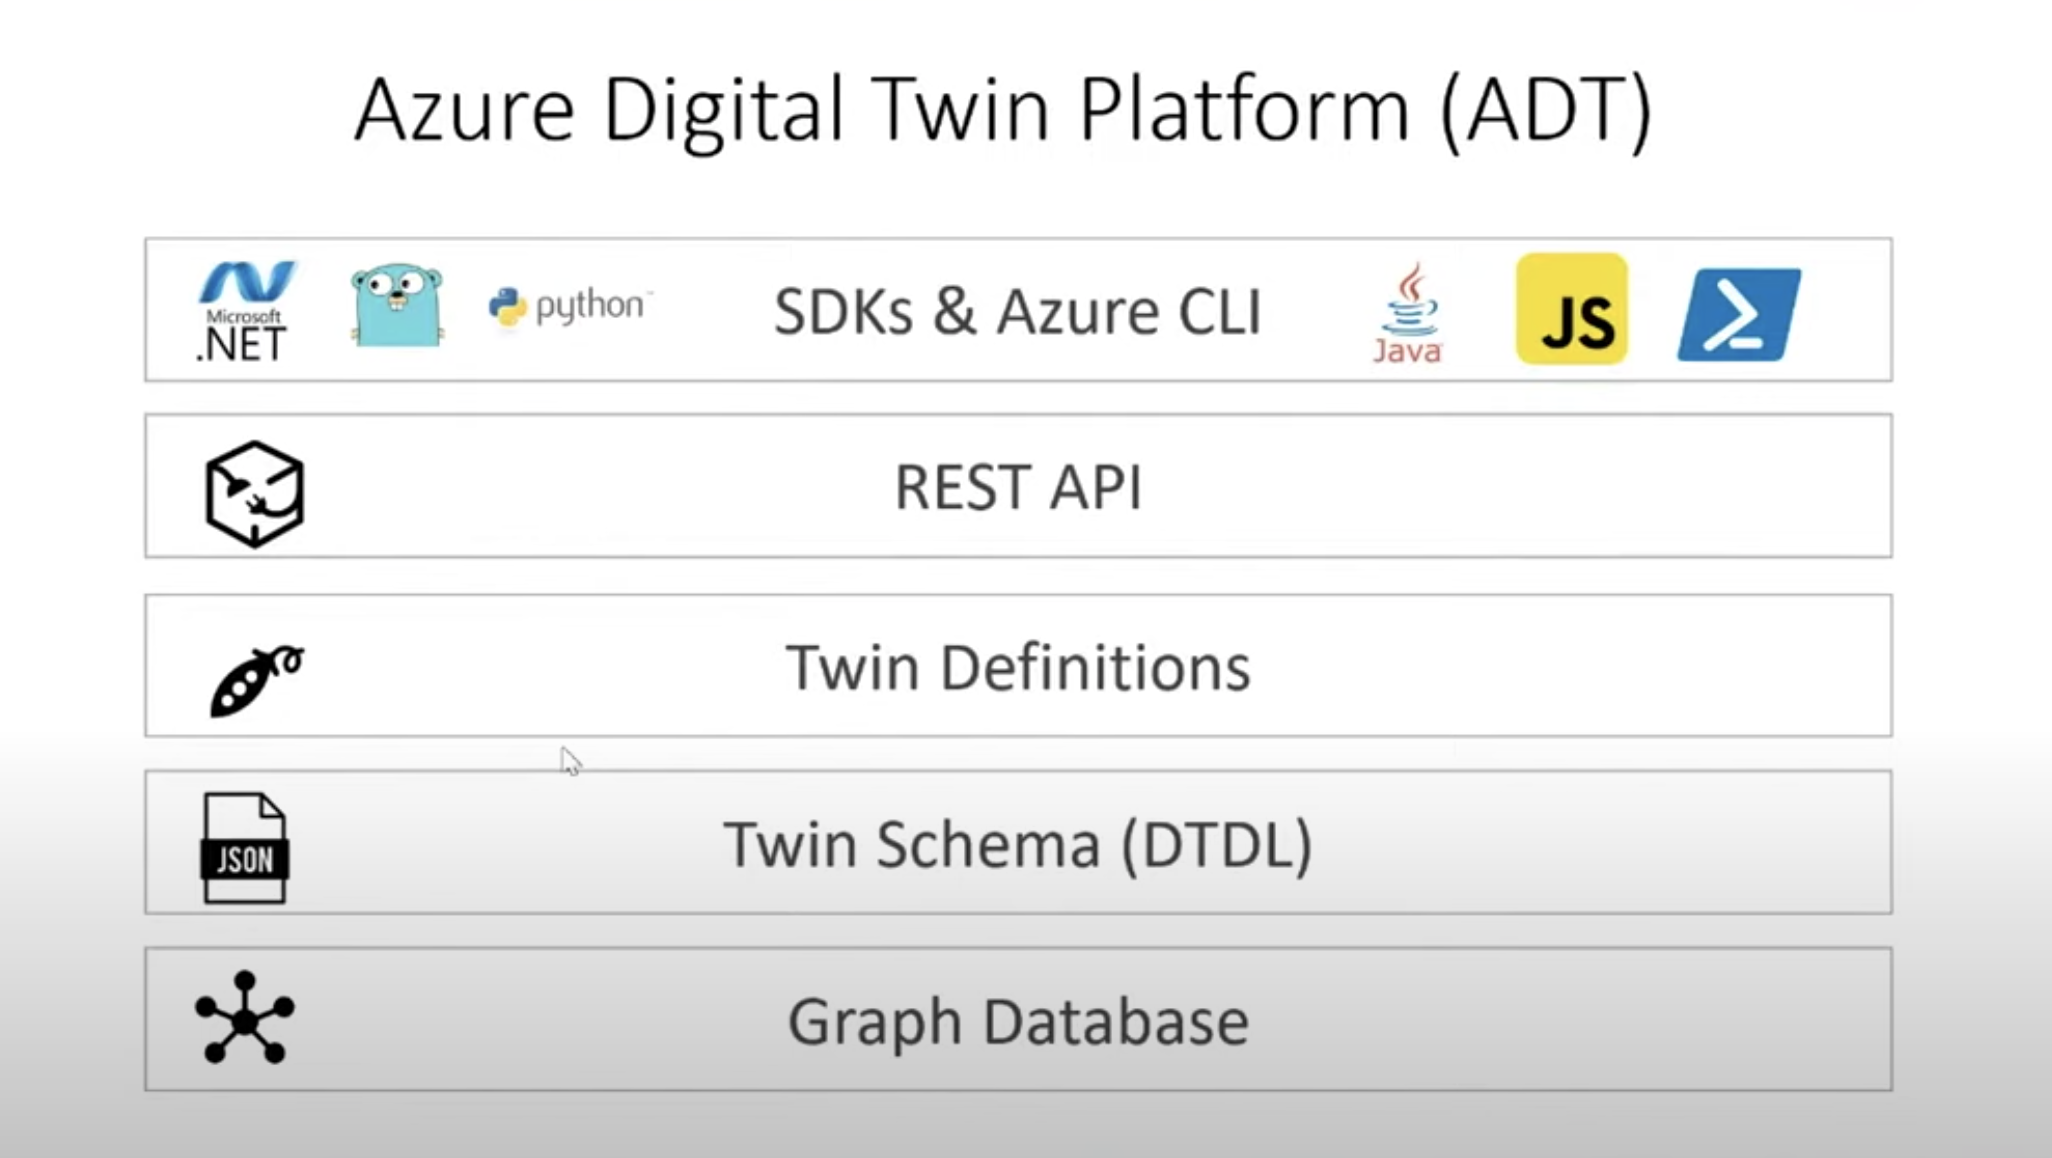 Azure Digital Twin Platform (ADT)
Microsoft
.NET
python
SDKs & Azure CLI
Java
JS
REST API
Twin Definitions
JSON
Twin Schema (DTDL)
Graph Database